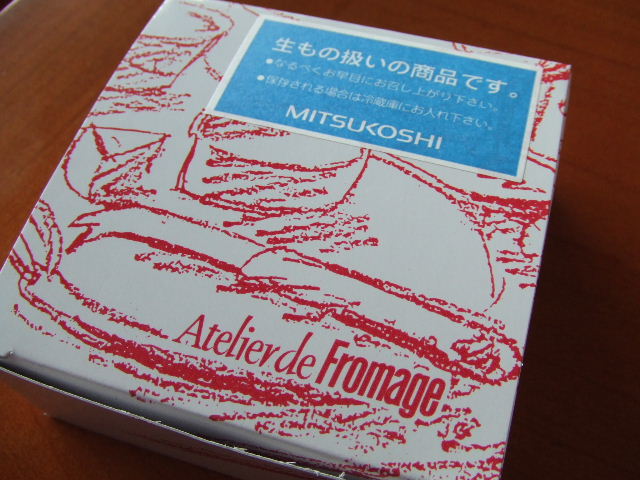 生もの扱いの商品です。
●なるべくお早目にお召し上がり下さい。
●保存される場合は冷蔵庫にお入れ下さい。
MITSUKOSHI
Atelier de Fromage